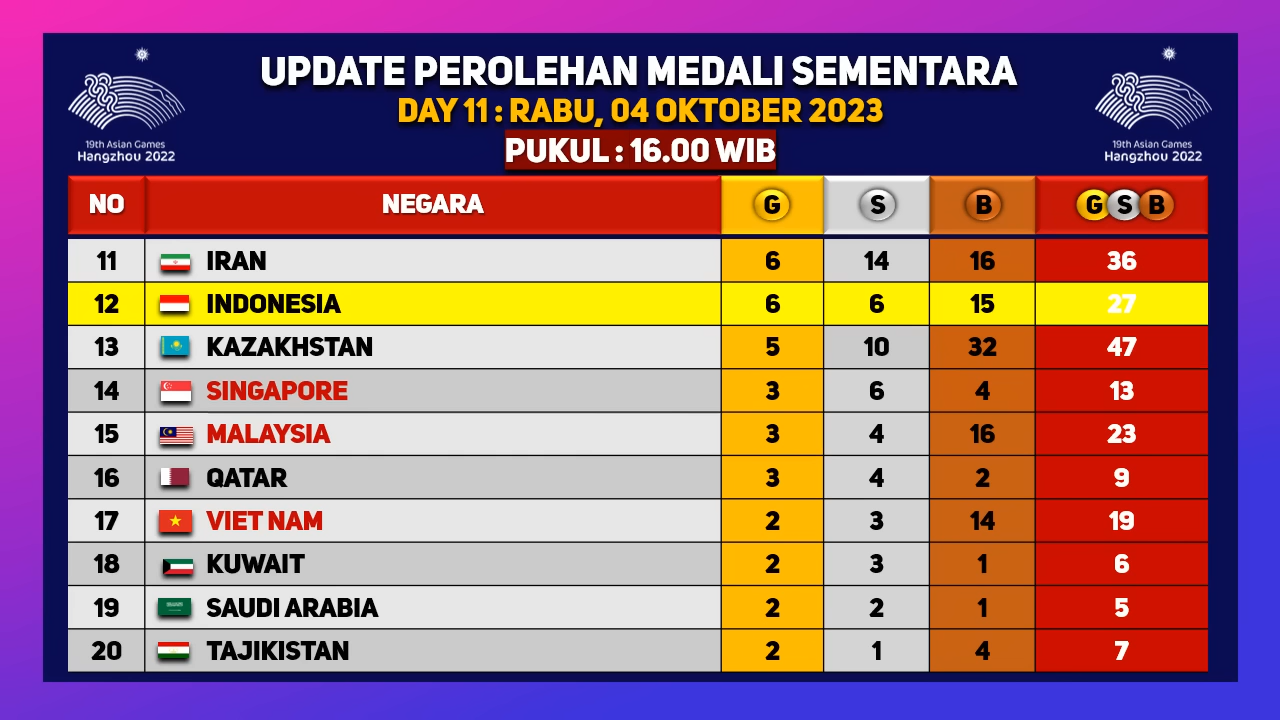 UPDATE PEROLEHAN MEDALI SEMENTARA
DAY 11 : RABU, 04 OKTOBER 2023
PUKUL : 16.00 WIB
19th Asian Games
Hangzhou 2022
19th Asian Games
Hangzhou 2022
NO NEGARA G S B G S B
11 IRAN 6 14 16 36
12 INDONESIA 6 6 15 27
13 KAZAKHSTAN 5 10 32 47
14 SINGAPORE 3 6 4 13
15 MALAYSIA 3 4 16 23
16 QATAR 3 4 2 9
17 VIET NAM 2 3 14 19
18 KUWAIT 2 3 1 6
19 SAUDI ARABIA 2 2 1 5
20 TAJIKISTAN 2 1 4 7